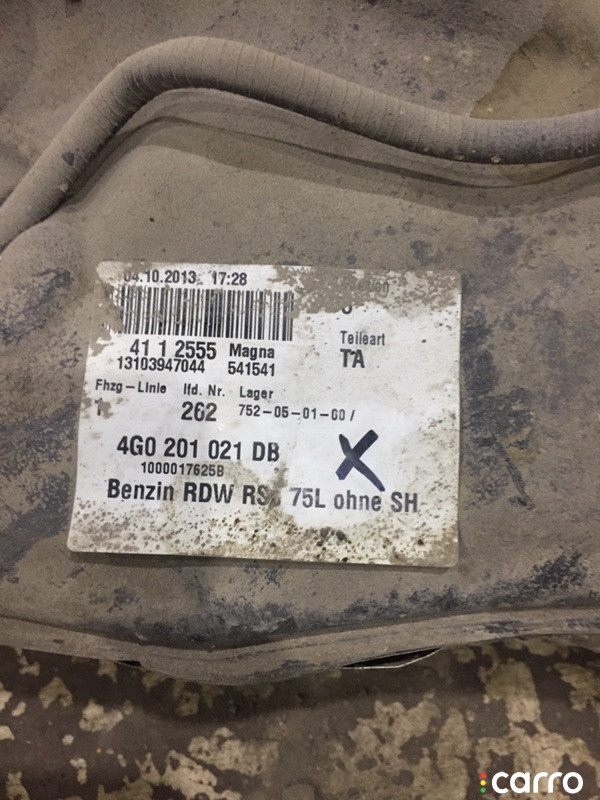 04.10.2013 17:28
Teileart
TA
41 1 2555 Magna
13103947044 541541
Fhzg-Linie lfd. Nr. Lager
1 262 752-05-01-00 /
4G0 201 021 DB
1000017625B
Benzin RDW 75L ohne SH
carro